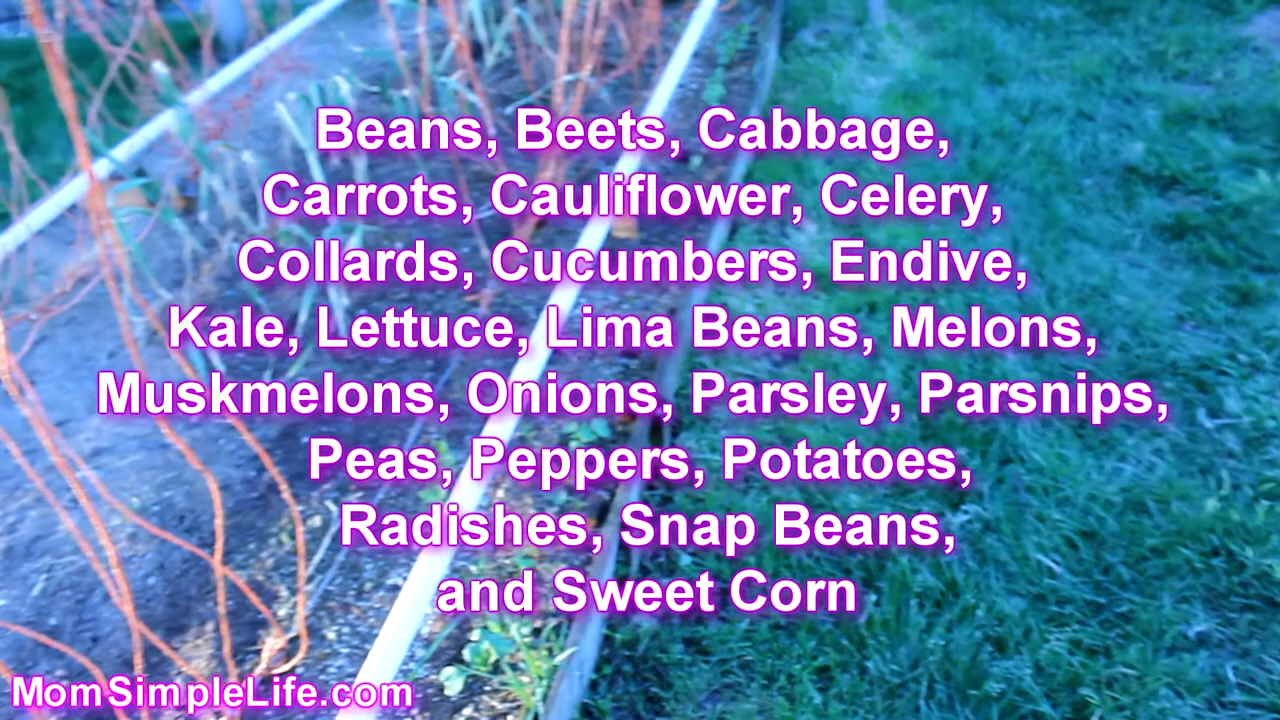 Beans, Beets, Cabbage,
Carrots, Cauliflower, Celery,
Collards, Cucumbers, Endive,
Kale, Lettuce, Lima Beans, Melons,
Muskmelons, Onions, Parsley, Parsnips,
Peas, Peppers, Potatoes,
Radishes, Snap Beans,
and Sweet Corn
MomSimpleLife.com